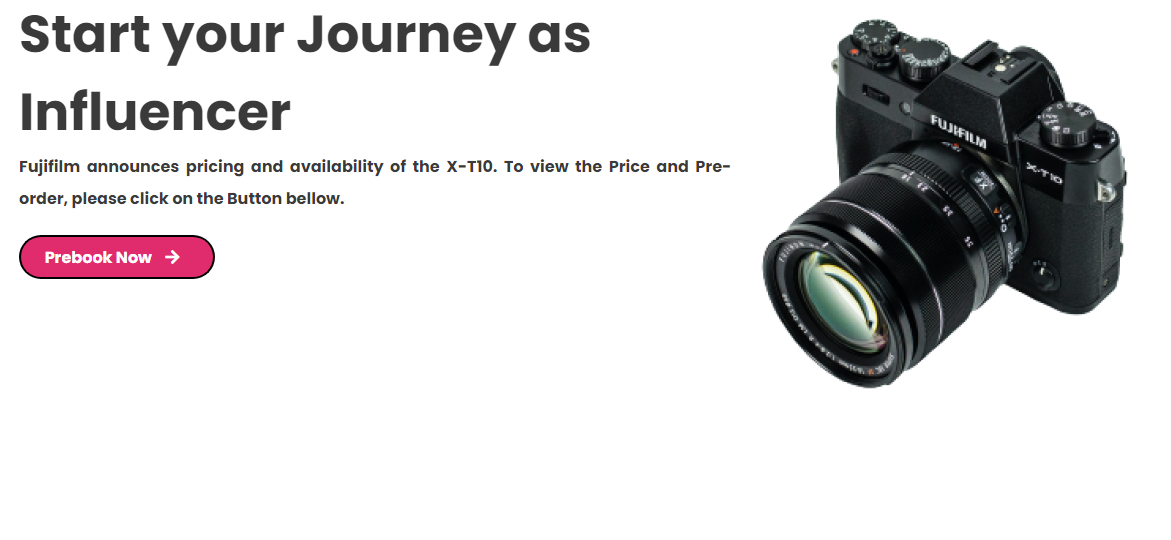 Start your Journey as
Influencer
Fujifilm announces pricing and availability of the X-T10. To view the Price and Pre-
order, please click on the Button bellow.
Prebook Now
FUJIFILM
X-T10
XF